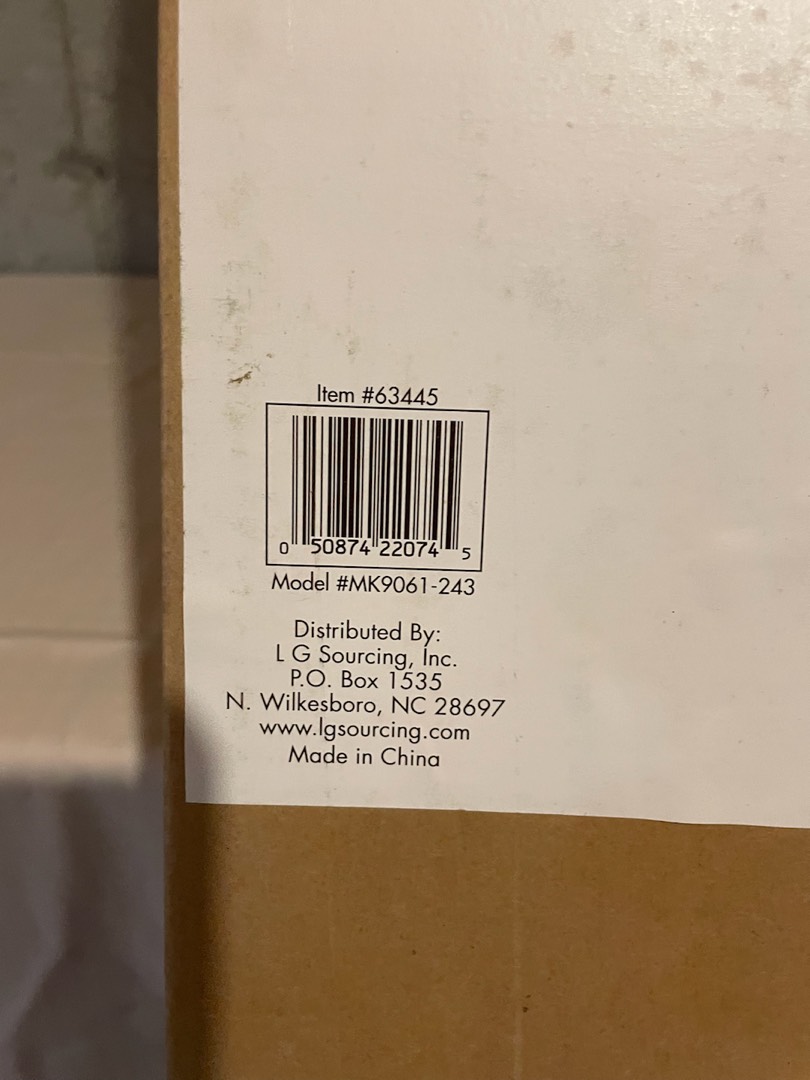 Item #63445
0 50874 22074 5
Model #MK9061-243
Distributed By:
L G Sourcing, Inc.
P.O. Box 1535
N. Wilkesboro, NC 28697
www.lgsourcing.com
Made in China